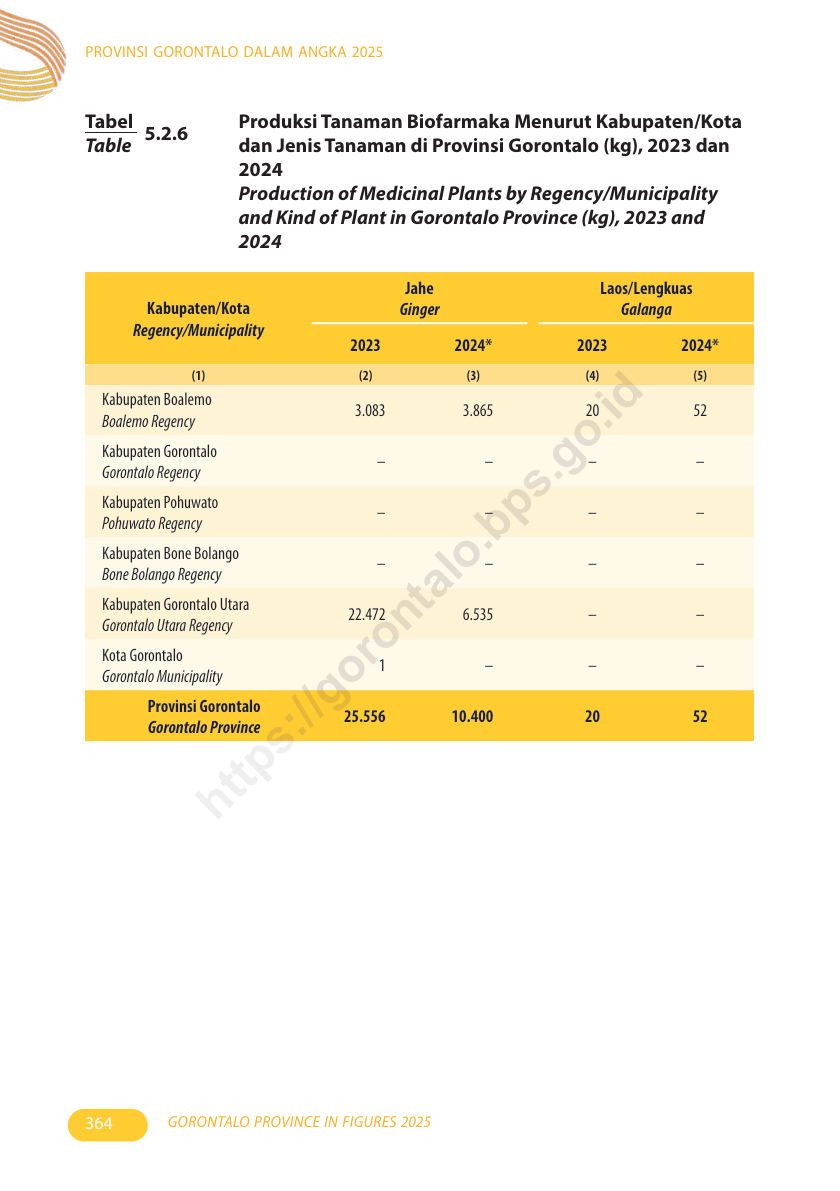 PROVINSI GORONTALO DALAM ANGKA 2025
Tabel
Table
5.2.6
Produksi Tanaman Biofarmaka Menurut Kabupaten/Kota
dan Jenis Tanaman di Provinsi Gorontalo (kg), 2023 dan
2024
Production of Medicinal Plants by Regency/Municipality
and Kind of Plant in Gorontalo Province (kg), 2023 and
2024
Kabupaten/Kota
Regency/Municipality
Jahe
Ginger
Laos/Lengkuas
Galanga
2023 2024* 2023 2024*
(1) (2) (3) (4) (5)
Kabupaten Boalemo
Boalemo Regency
3.083 3.865 20 52
Kabupaten Gorontalo
Gorontalo Regency
– – – –
Kabupaten Pohuwato
Pohuwato Regency
– – – –
Kabupaten Bone Bolango
Bone Bolango Regency
– – – –
Kabupaten Gorontalo Utara
Gorontalo Utara Regency
22.472 6.535 – –
Kota Gorontalo
Gorontalo Municipality
1 – – –
Provinsi Gorontalo
Gorontalo Province
25.556 10.400 20 52
https://gorontalo.bps.go.id
364
GORONTALO PROVINCE IN FIGURES 2025